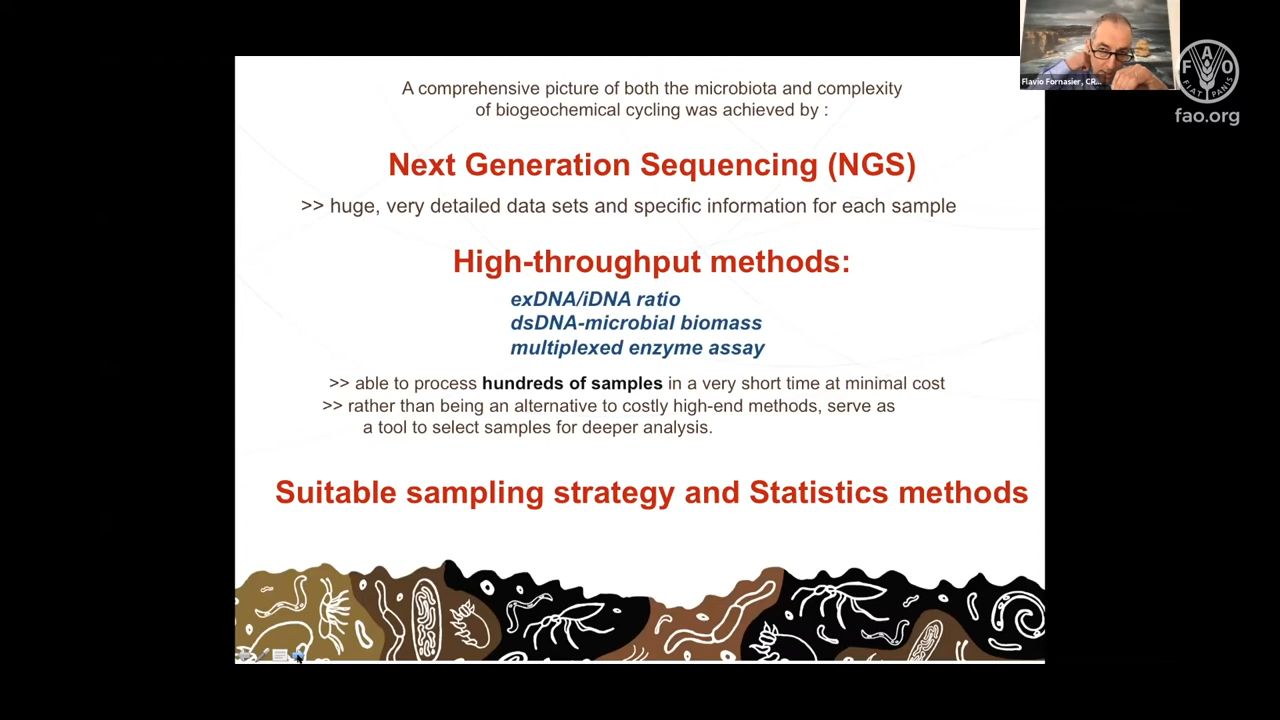 A comprehensive picture of both the microbiota and complexity
of biogeochemical cycling was achieved by :
Next Generation Sequencing (NGS)
>> huge, very detailed data sets and specific information for each sample
High-throughput methods:
exDNA/iDNA ratio
dsDNA-microbial biomass
multiplexed enzyme assay
>> able to process hundreds of samples in a very short time at minimal cost
>> rather than being an alternative to costly high-end methods, serve as
a tool to select samples for deeper analysis.
Suitable sampling strategy and Statistics methods
Flavio Fornasier, CR...
F A O
FIAT PANIS
fao.org